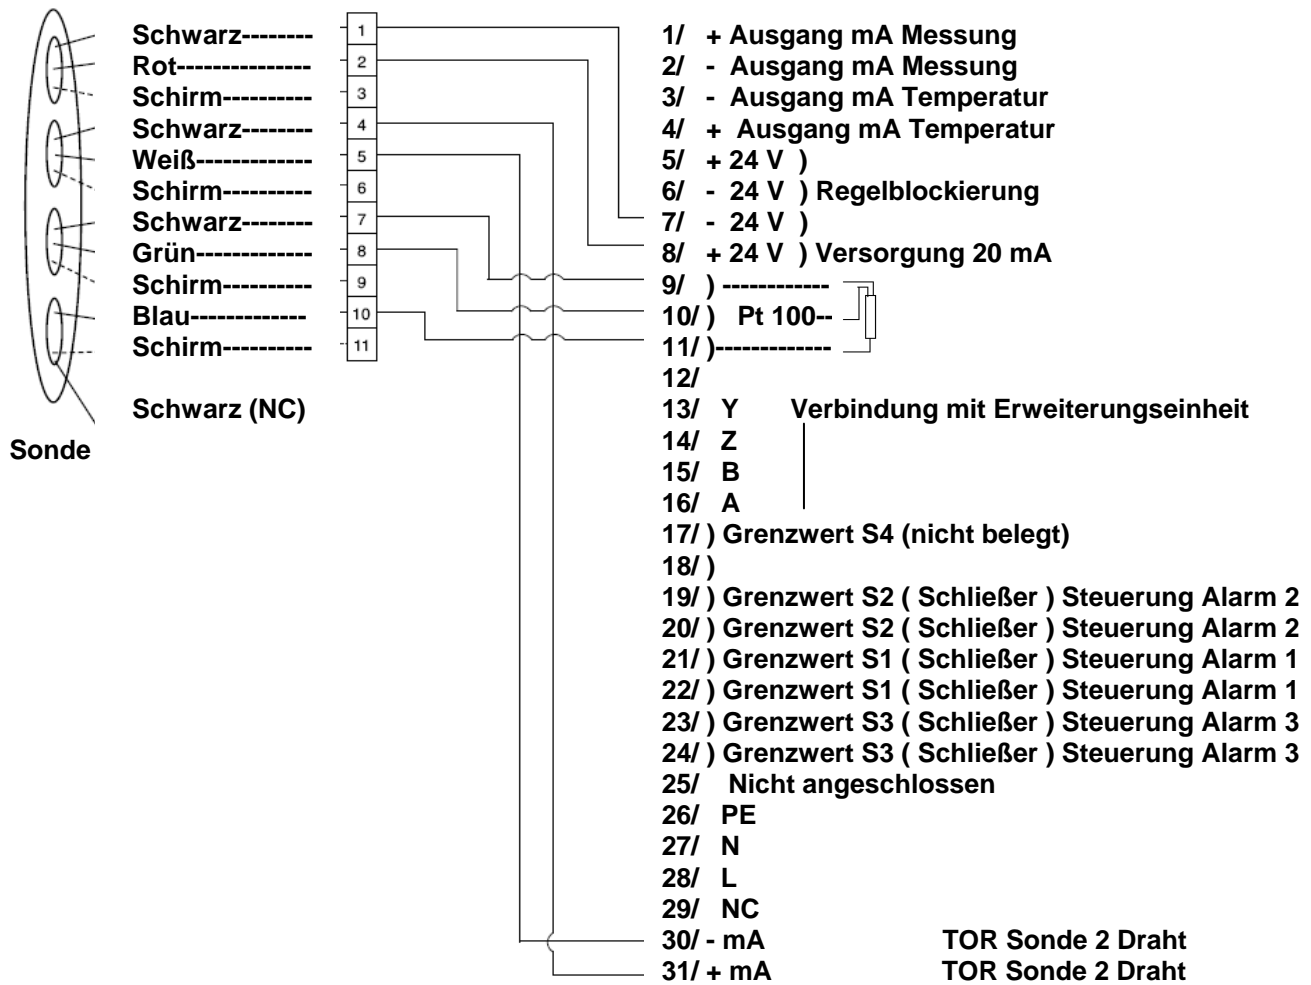 Schwarz-------- 1 1/ + Ausgang mA Messung
Rot--------------- 2 2/ - Ausgang mA Messung
Schirm---------- 3 3/ - Ausgang mA Temperatur
Schwarz-------- 4 4/ + Ausgang mA Temperatur
Weiß------------- 5 5/ + 24 V )
Schirm---------- 6 6/ - 24 V ) Regelblockierung
Schwarz-------- 7 7/ - 24 V )
Grün------------- 8 8/ + 24 V ) Versorgung 20 mA
Schirm---------- 9 9/ ) ------------
Blau------------- 10 10/ ) Pt 100--
Schirm---------- 11 11/ )-------------
12/
Schwarz (NC) 13/ Y Verbindung mit Erweiterungseinheit
Sonde 14/ Z
15/ B
16/ A
17/ ) Grenzwert S4 (nicht belegt)
18/ )
19/ ) Grenzwert S2 ( Schließer ) Steuerung Alarm 2
20/ ) Grenzwert S2 ( Schließer ) Steuerung Alarm 2
21/ ) Grenzwert S1 ( Schließer ) Steuerung Alarm 1
22/ ) Grenzwert S1 ( Schließer ) Steuerung Alarm 1
23/ ) Grenzwert S3 ( Schließer ) Steuerung Alarm 3
24/ ) Grenzwert S3 ( Schließer ) Steuerung Alarm 3
25/ Nicht angeschlossen
26/ PE
27/ N
28/ L
29/ NC
30/ - mA TOR Sonde 2 Draht
31/ + mA TOR Sonde 2 Draht